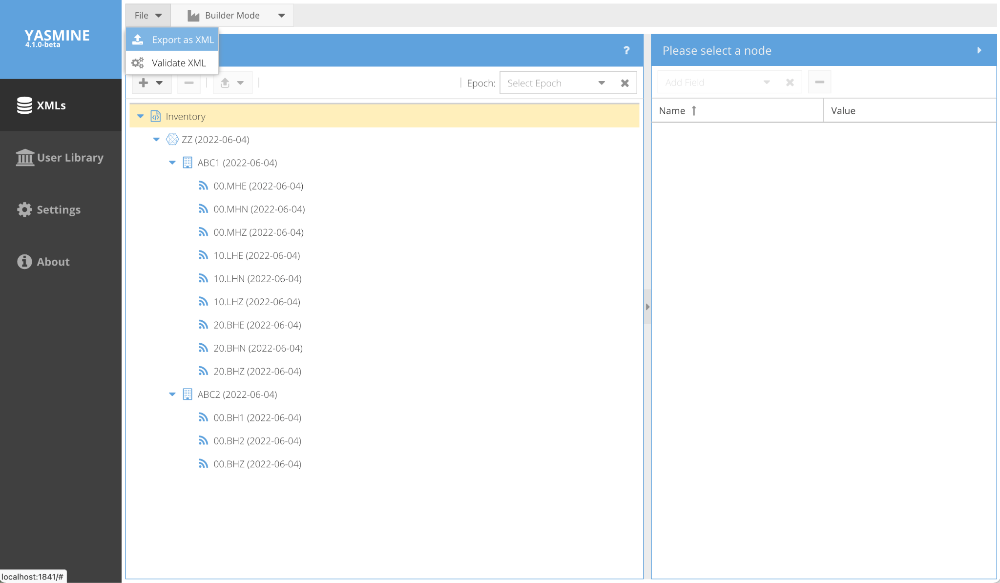 YASMINE
4.1.0-beta
XMLs
User Library
Settings
About
localhost:1841/#
File
Builder Mode
Export as XML
Validate XML
?
Epoch:
Select Epoch
Inventory
ZZ (2022-06-04)
ABC1 (2022-06-04)
00.MHE (2022-06-04)
00.MHN (2022-06-04)
00.MHZ (2022-06-04)
10.LHE (2022-06-04)
10.LHN (2022-06-04)
10.LHZ (2022-06-04)
20.BHE (2022-06-04)
20.BHN (2022-06-04)
20.BHZ (2022-06-04)
ABC2 (2022-06-04)
00.BH1 (2022-06-04)
00.BH2 (2022-06-04)
00.BHZ (2022-06-04)
Please select a node
Add Field
Name
Value